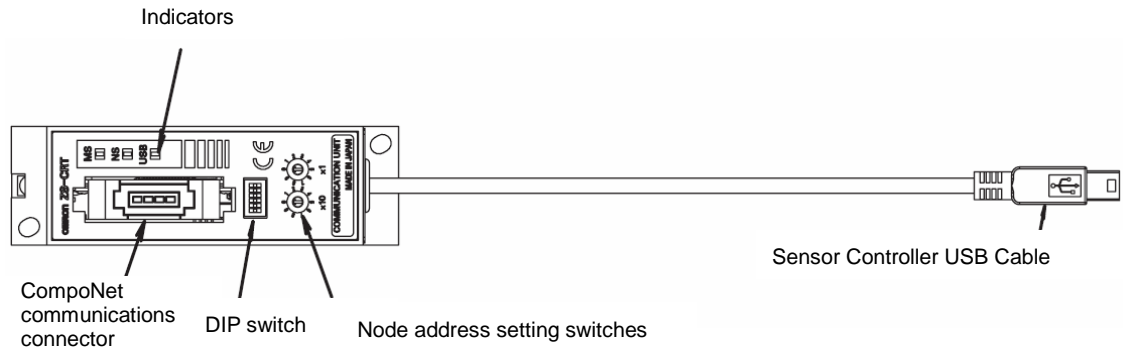 Indicators
MS
NS
USB
omron ZS-CRT
CE
x1
x10
COMMUNICATION UNIT
MADE IN JAPAN
Sensor Controller USB Cable
CompoNet
communications
connector
DIP switch
Node address setting switches